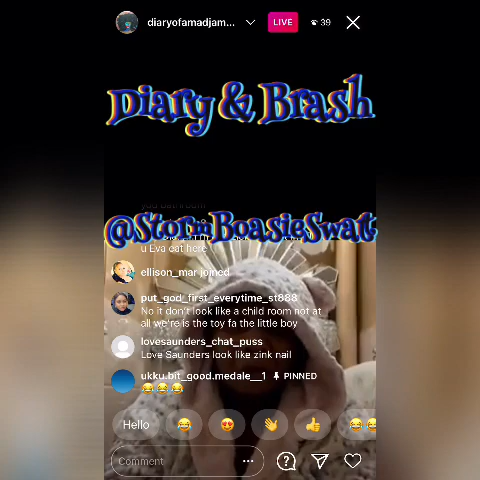 diaryofamadjam...
LIVE
39
Diary & Brash
you bathroom
@StormBoasieSwat
u Eva eat here
ellison_mar joined
put_god_first_everytime_st888
No it don't look like a child room not at
all we're is the toy fa the little boy
lovesaunders_chat_puss
Love Saunders look like zink nail
ukku.bit_good.medale__1 PINNED
😂😂😂
Hello
Comment